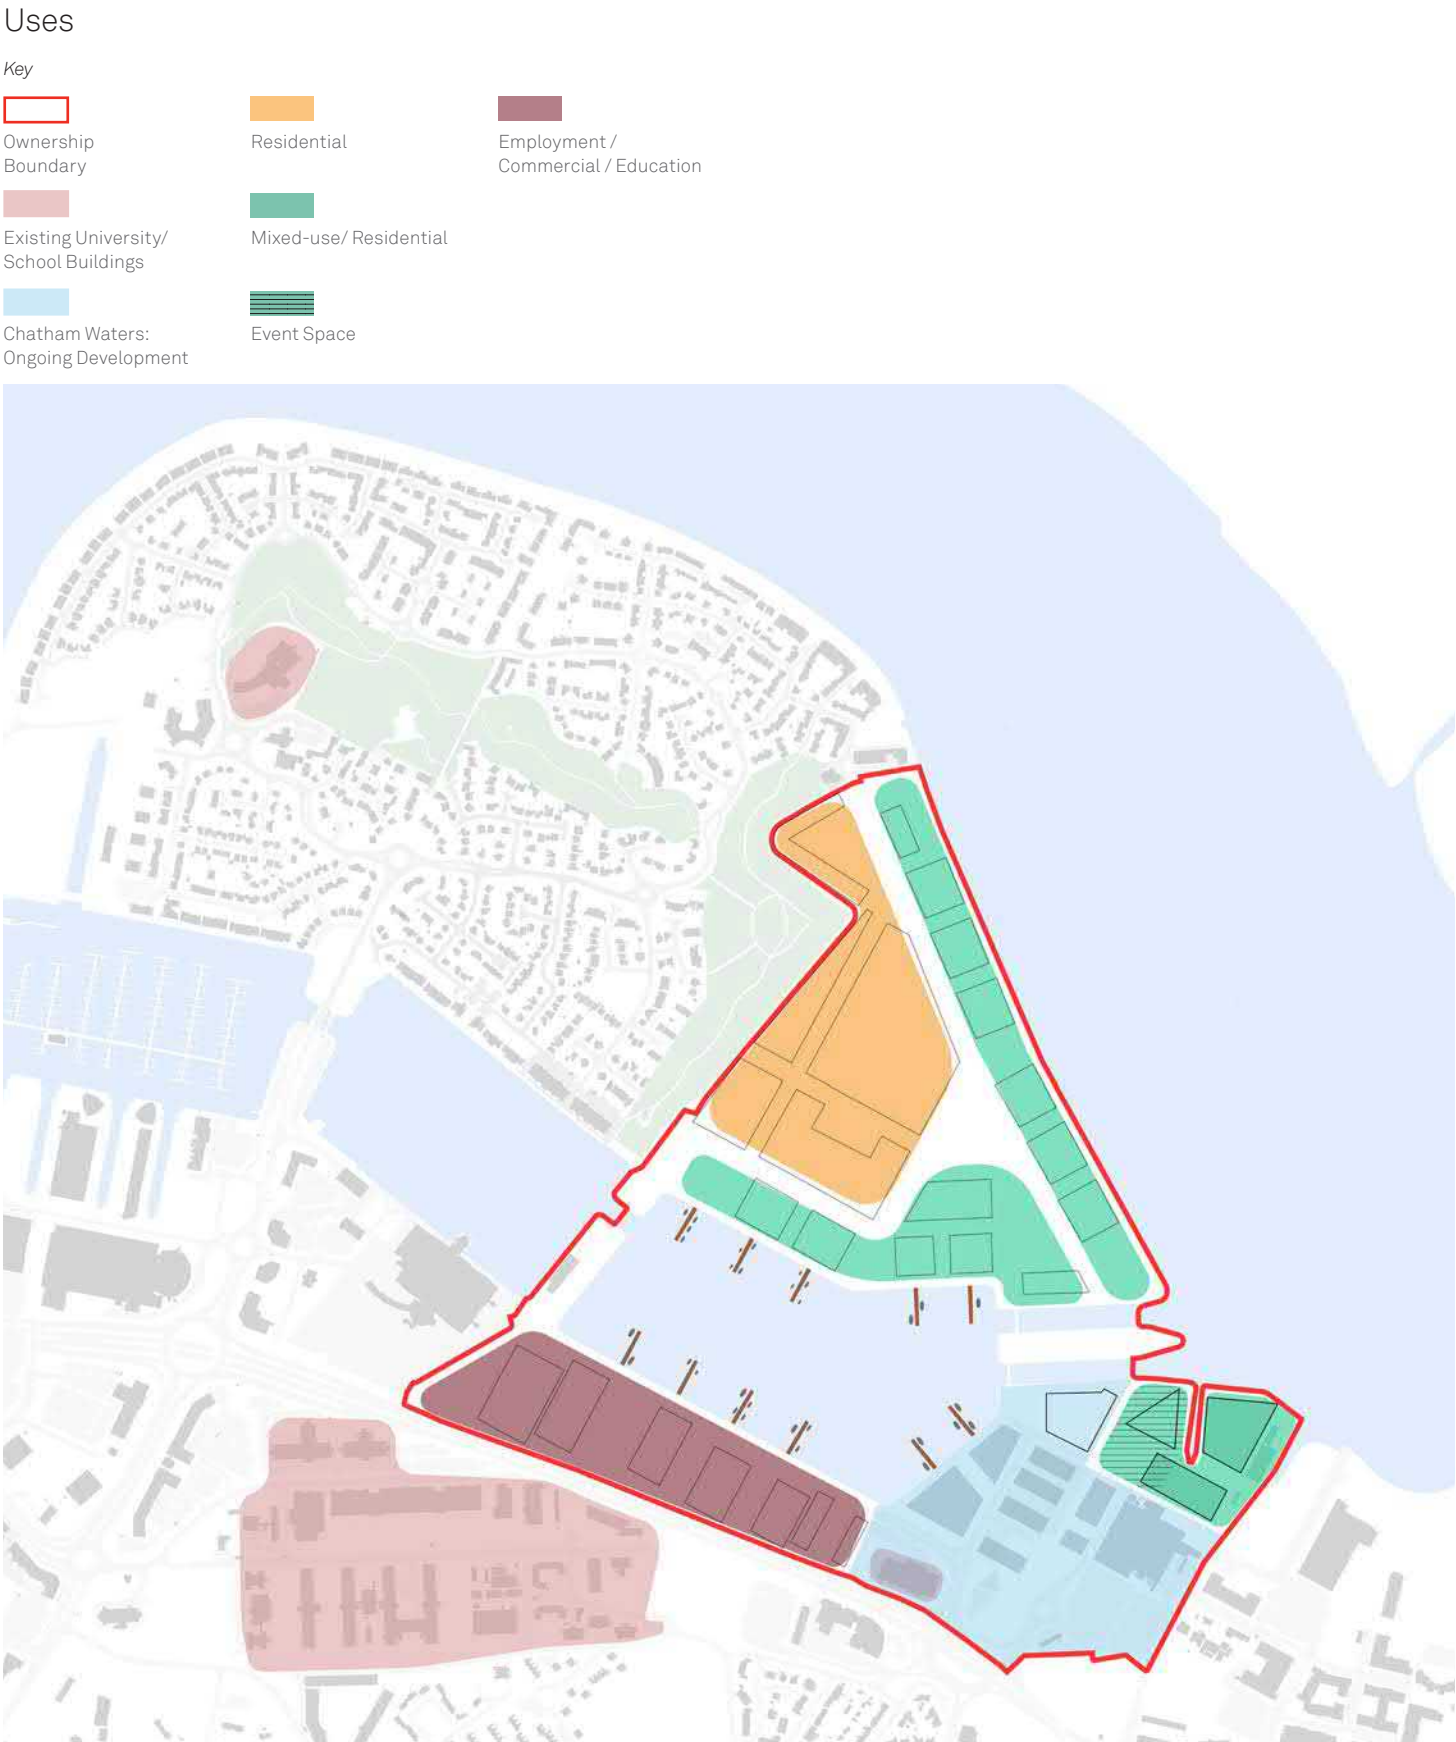 Uses
Key
Ownership
Boundary
Residential
Employment /
Commercial / Education
Existing University/
School Buildings
Mixed-use/ Residential
Chatham Waters:
Ongoing Development
Event Space